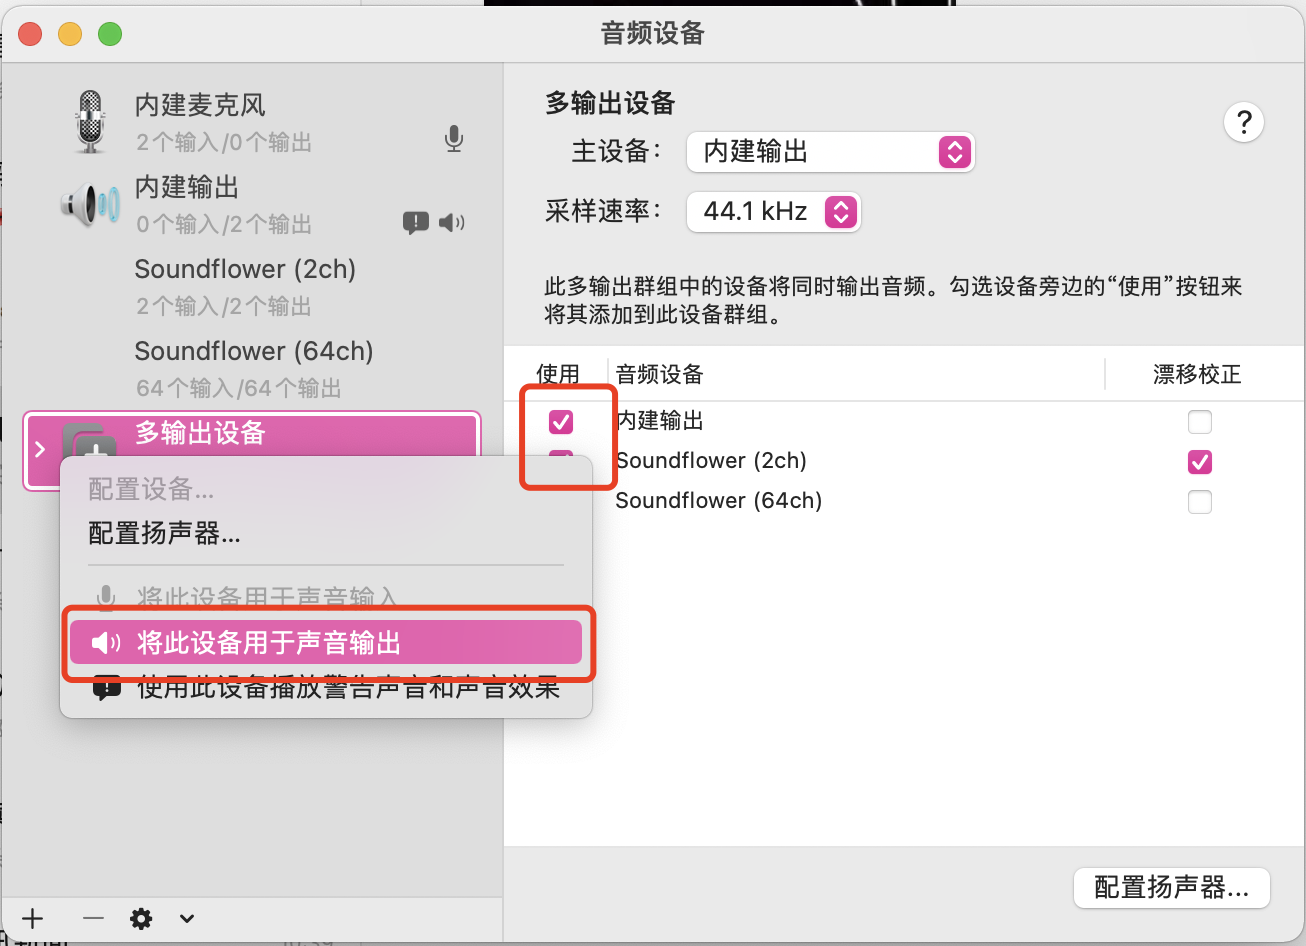 音频设备
内建麦克风
2个输入/0个输出
内建输出
0个输入/2个输出
Soundflower (2ch)
2个输入/2个输出
Soundflower (64ch)
64个输入/64个输出
多输出设备
配置设备...
配置扬声器...
将此设备用于声音输入
将此设备用于声音输出
使用此设备播放警告声音和声音效果
多输出设备
?
主设备：
内建输出
采样速率：
44.1 kHz
此多输出群组中的设备将同时输出音频。勾选设备旁边的“使用”按钮来
将其添加到此设备群组。
使用 音频设备 漂移校正
内建输出
Soundflower (2ch)
Soundflower (64ch)
配置扬声器...